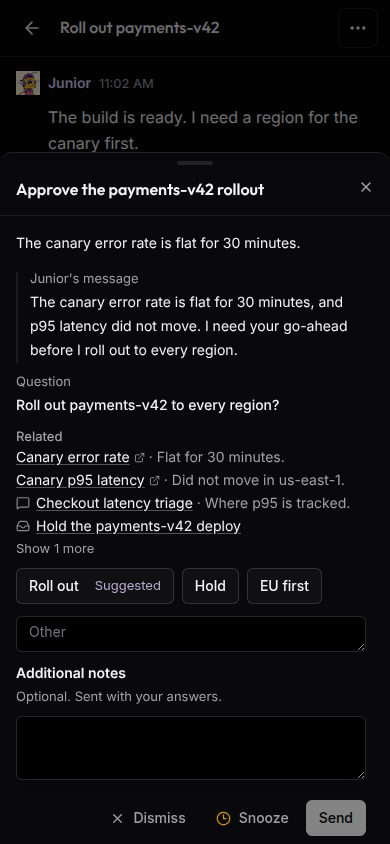 Roll out payments-v42
Junior 11:02 AM
The build is ready. I need a region for the
canary first.
Approve the payments-v42 rollout
The canary error rate is flat for 30 minutes.
Junior's message
The canary error rate is flat for 30 minutes, and
p95 latency did not move. I need your go-ahead
before I roll out to every region.
Question
Roll out payments-v42 to every region?
Related
Canary error rate · Flat for 30 minutes.
Canary p95 latency · Did not move in us-east-1.
Checkout latency triage · Where p95 is tracked.
Hold the payments-v42 deploy
Show 1 more
Roll out Suggested Hold EU first
Other
Additional notes
Optional. Sent with your answers.
Dismiss Snooze Send